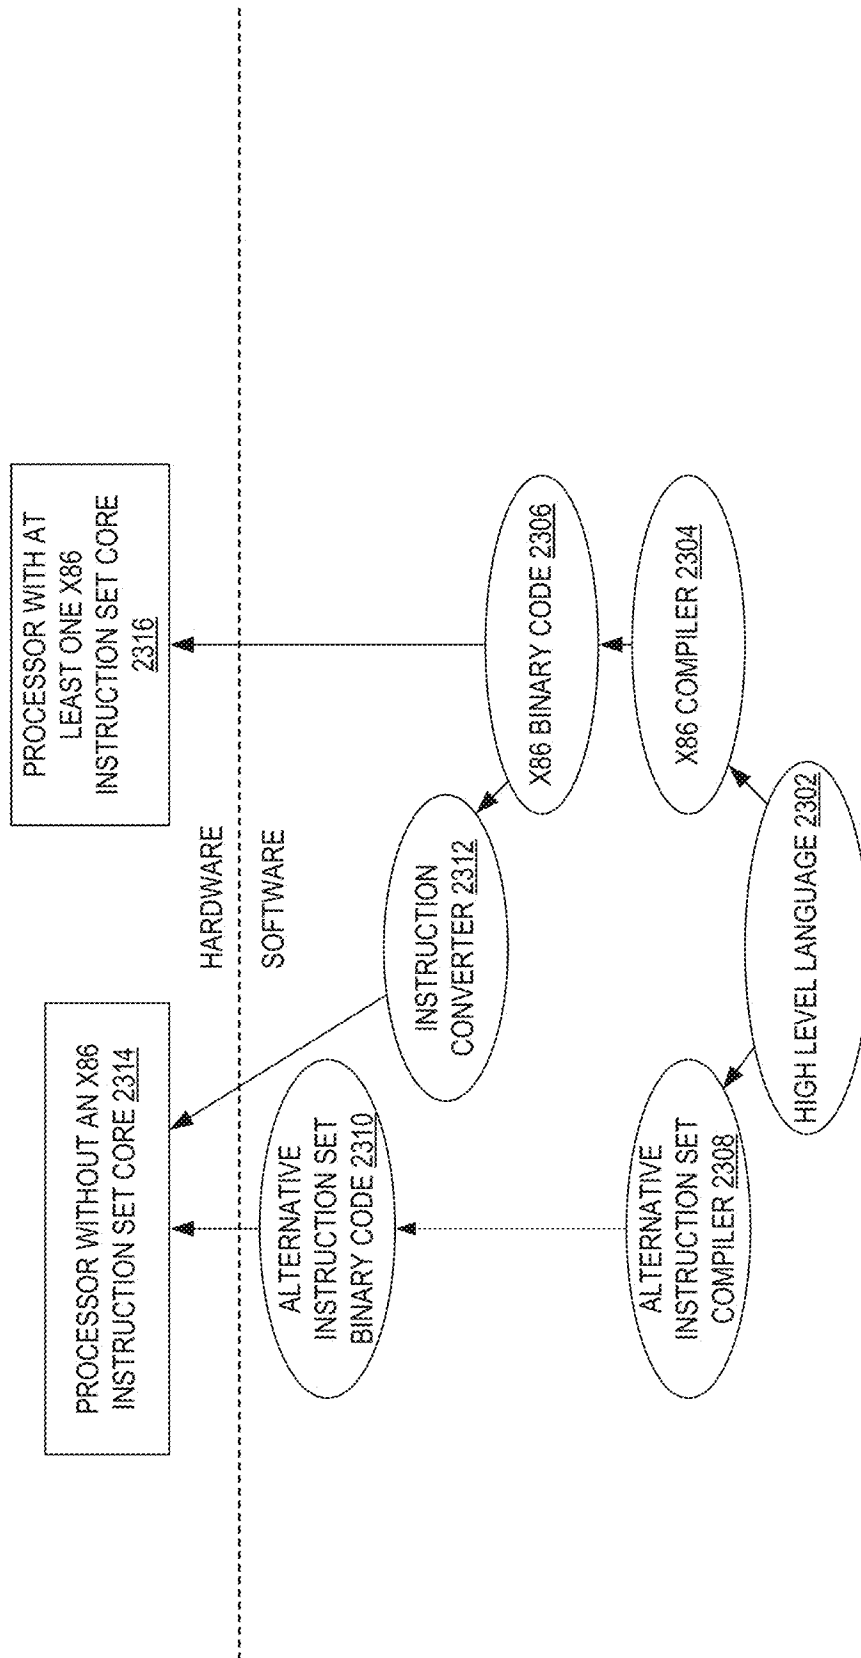 PROCESSOR WITHOUT AN X86
INSTRUCTION SET CORE 2314
PROCESSOR WITH AT
LEAST ONE X86
INSTRUCTION SET CORE
2316
HARDWARE
SOFTWARE
ALTERNATIVE
INSTRUCTION SET
BINARY CODE 2310
INSTRUCTION
CONVERTER 2312
X86 BINARY CODE 2306
ALTERNATIVE
INSTRUCTION SET
COMPILER 2308
X86 COMPILER 2304
HIGH LEVEL LANGUAGE 2302